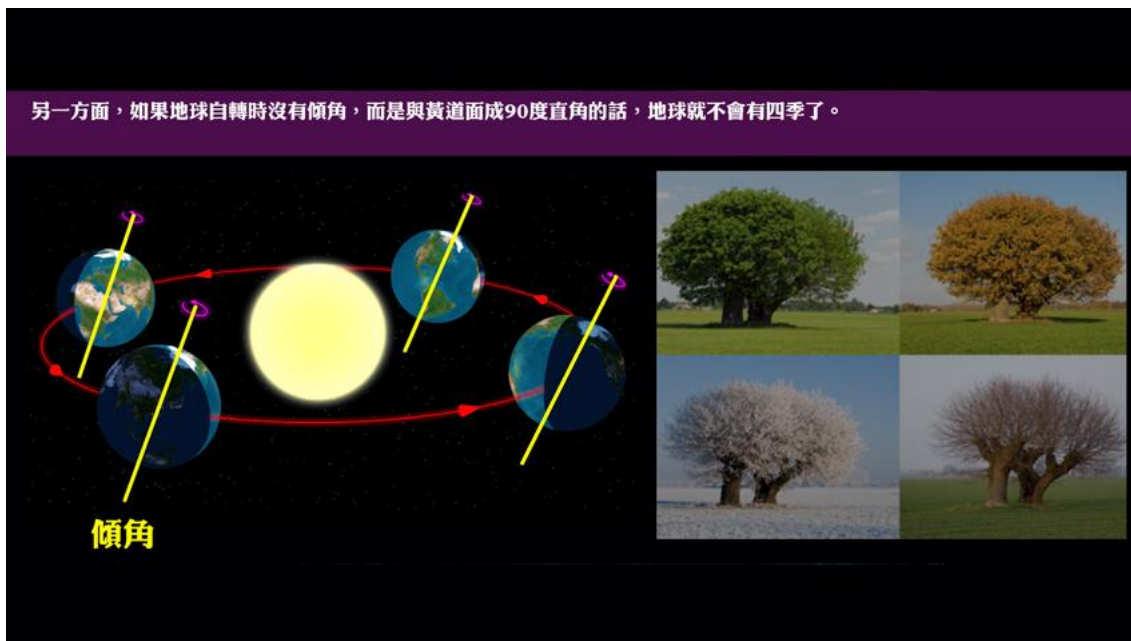 另一方面，如果地球自轉時沒有傾角，而是與黃道面成90度直角的話，地球就不會有四季了。
傾角